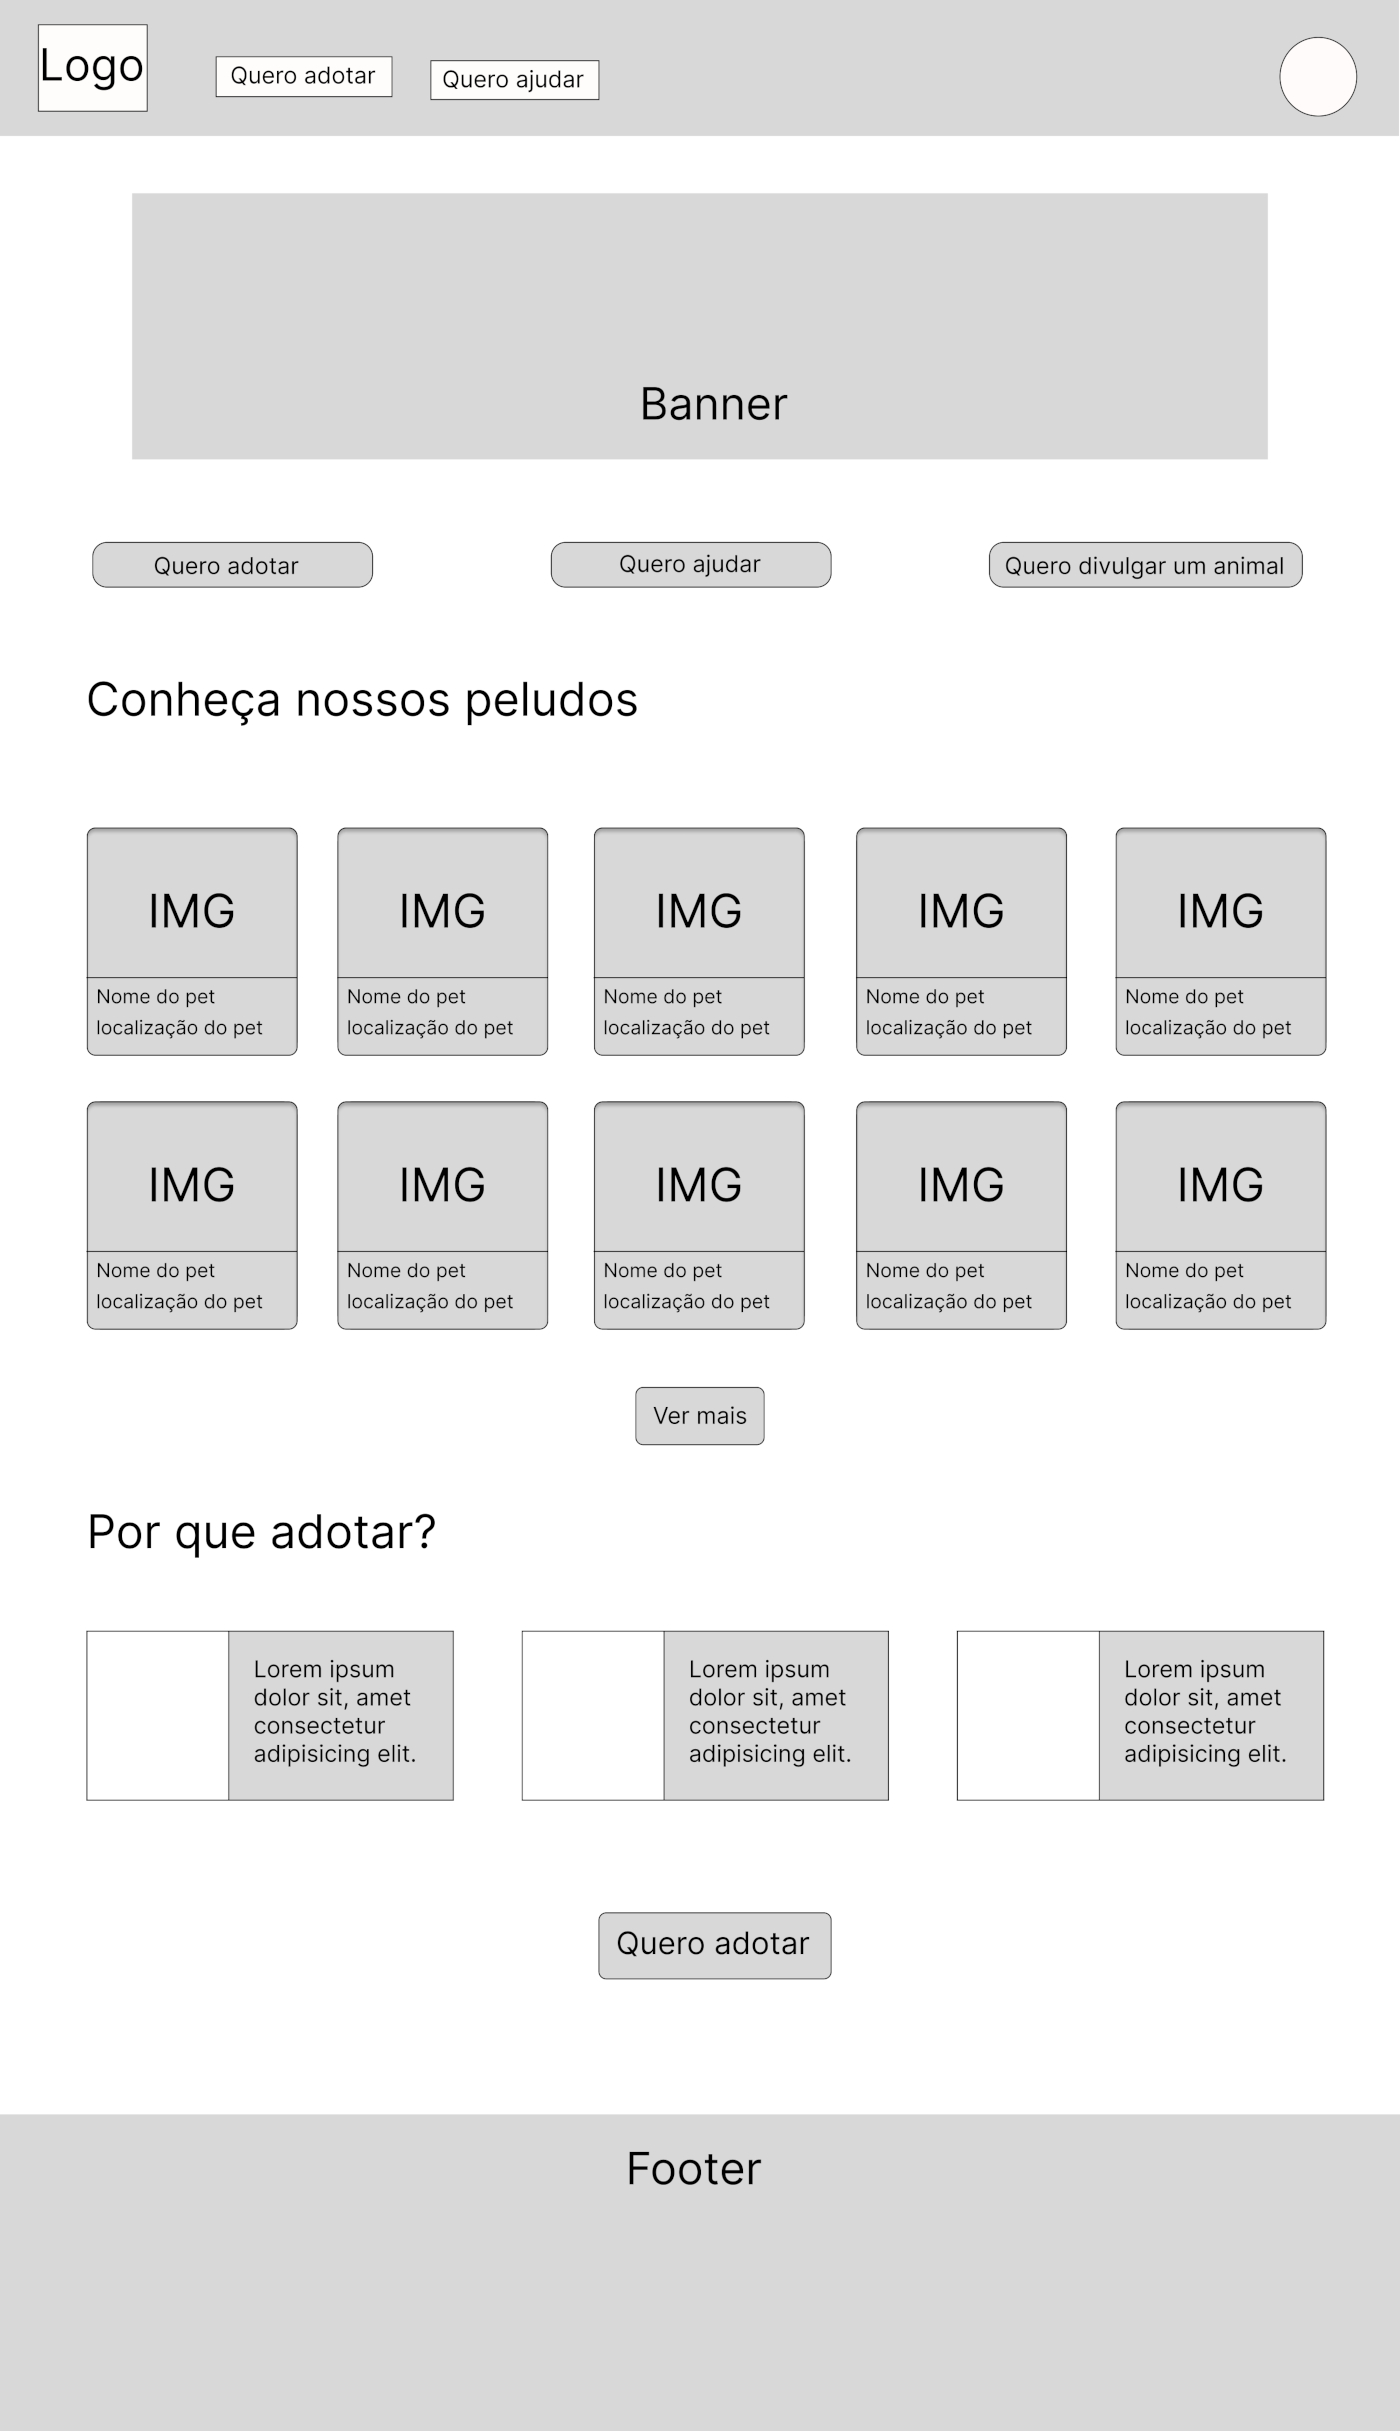 Logo
Quero adotar
Quero ajudar
Banner
Quero adotar
Quero ajudar
Quero divulgar um animal
Conheça nossos peludos
IMG
IMG
IMG
IMG
IMG
Nome do pet
localização do pet
Nome do pet
localização do pet
Nome do pet
localização do pet
Nome do pet
localização do pet
Nome do pet
localização do pet
IMG
IMG
IMG
IMG
IMG
Nome do pet
localização do pet
Nome do pet
localização do pet
Nome do pet
localização do pet
Nome do pet
localização do pet
Nome do pet
localização do pet
Ver mais
Por que adotar?
Lorem ipsum
dolor sit, amet
consectetur
adipisicing elit.
Lorem ipsum
dolor sit, amet
consectetur
adipisicing elit.
Lorem ipsum
dolor sit, amet
consectetur
adipisicing elit.
Quero adotar
Footer